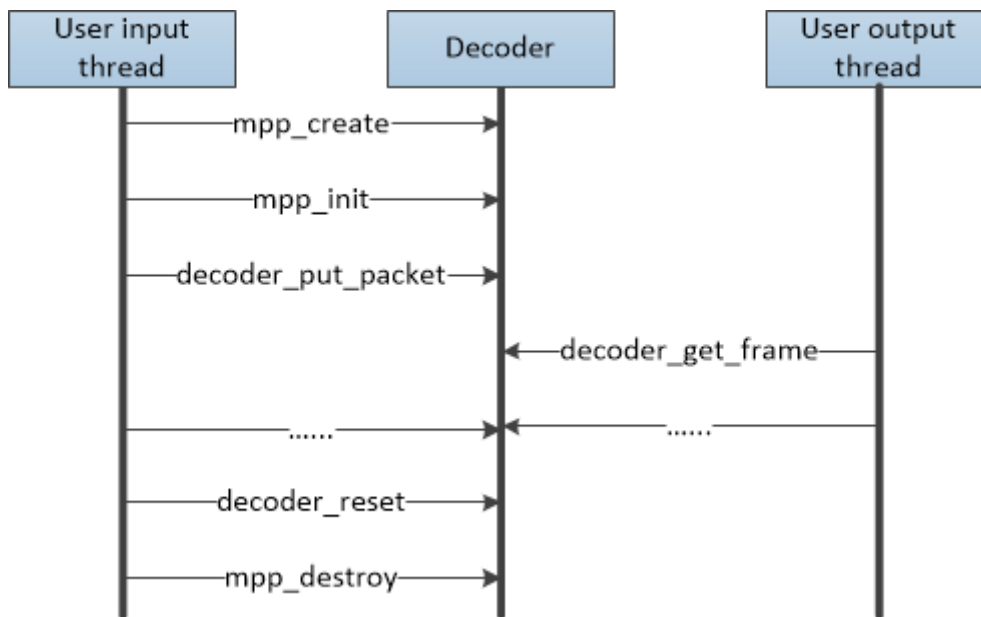 User input
thread
Decoder
User output
thread
mpp_create
mpp_init
decoder_put_packet
decoder_get_frame
......
......
decoder_reset
mpp_destroy